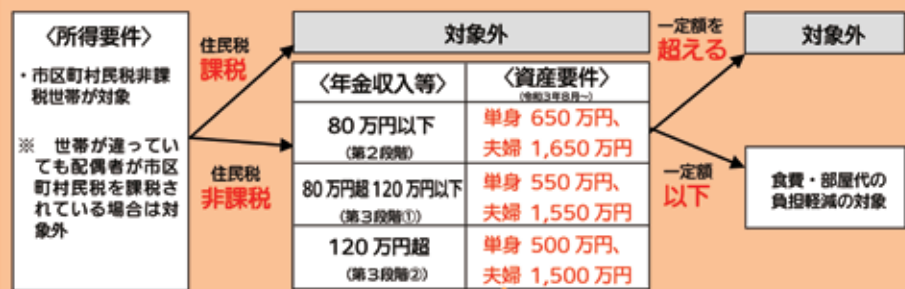 〈所得要件〉
・市区町村民税非課
税世帯が対象
※ 世帯が違ってい
ても配偶者が市区
町村民税を課税さ
れている場合は対
象外
住民税
課税
住民税
非課税
対象外
〈年金収入等〉
〈資産要件〉
(令和3年8月～)
80万円以下
(第2段階)
単身 650万円、
夫婦 1,650万円
80万円超120万円以下
(第3段階①)
単身 550万円、
夫婦 1,550万円
120万円超
(第3段階②)
単身 500万円、
夫婦 1,500万円
一定額を
超える
一定額
以下
対象外
食費・部屋代の
負担軽減の対象